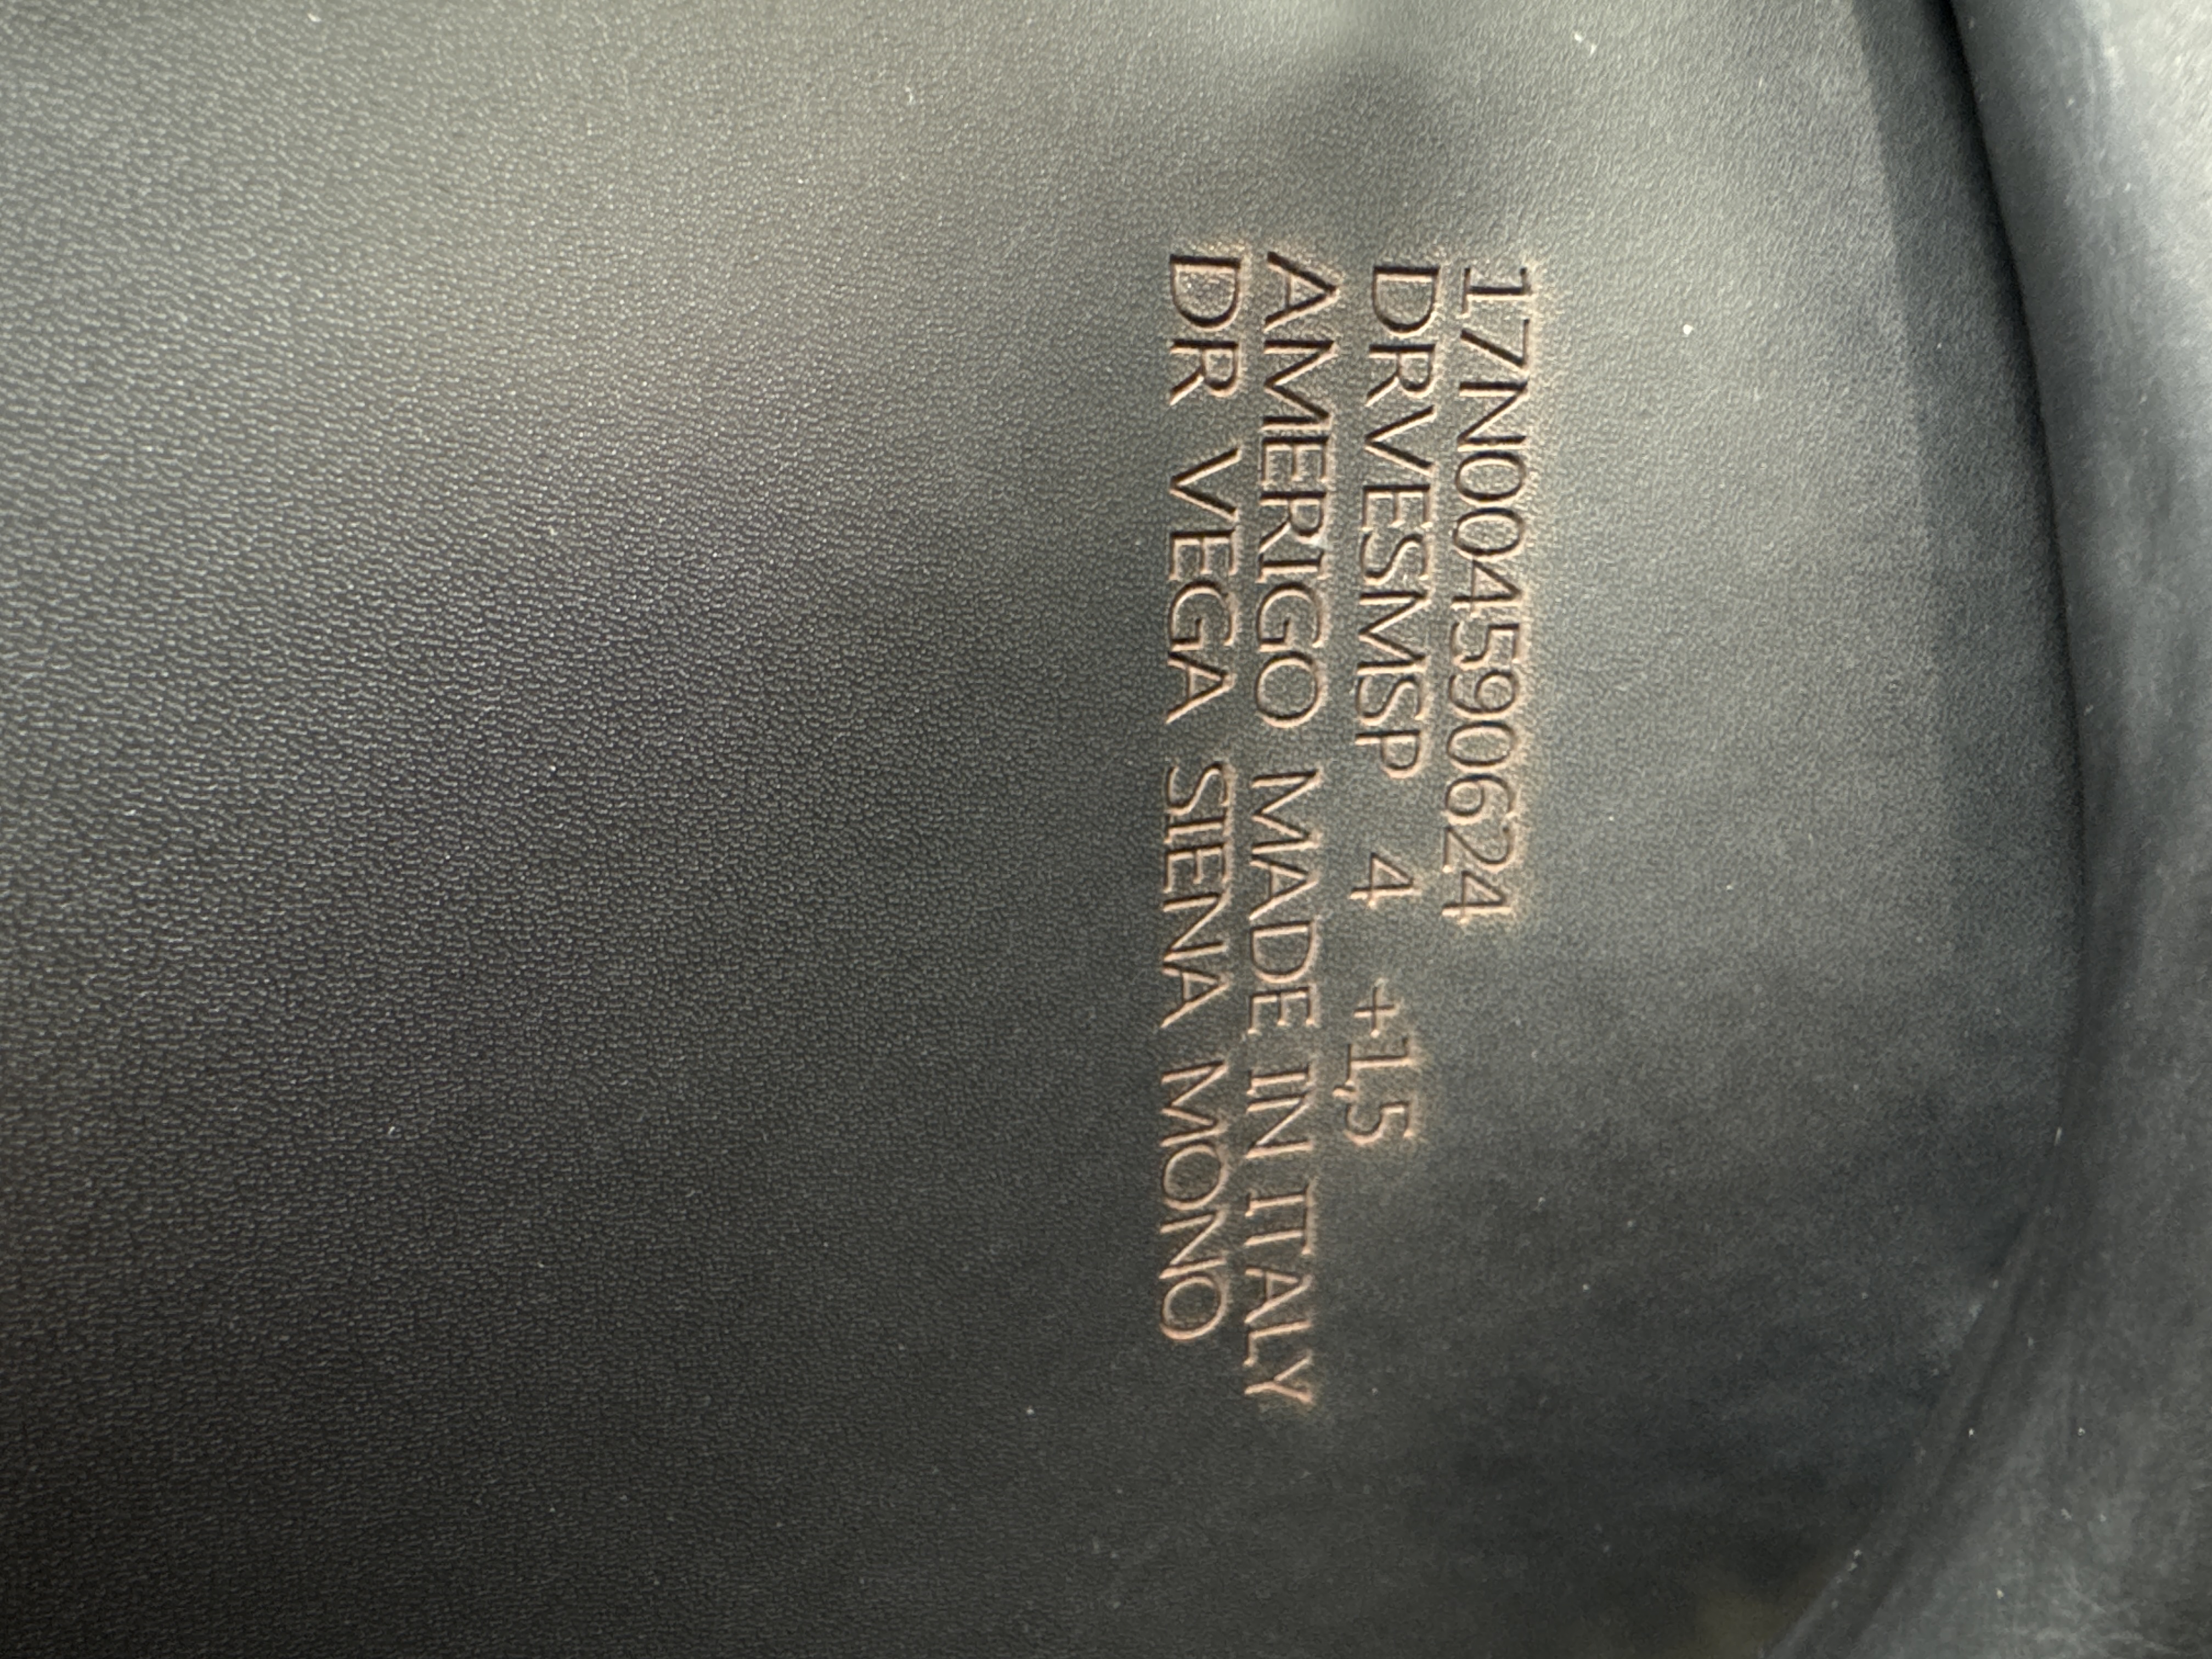 17N004590624
DRVESMSP 4 +1,5
AMERIGO MADE IN ITALY
DR VEGA SIENA MONO